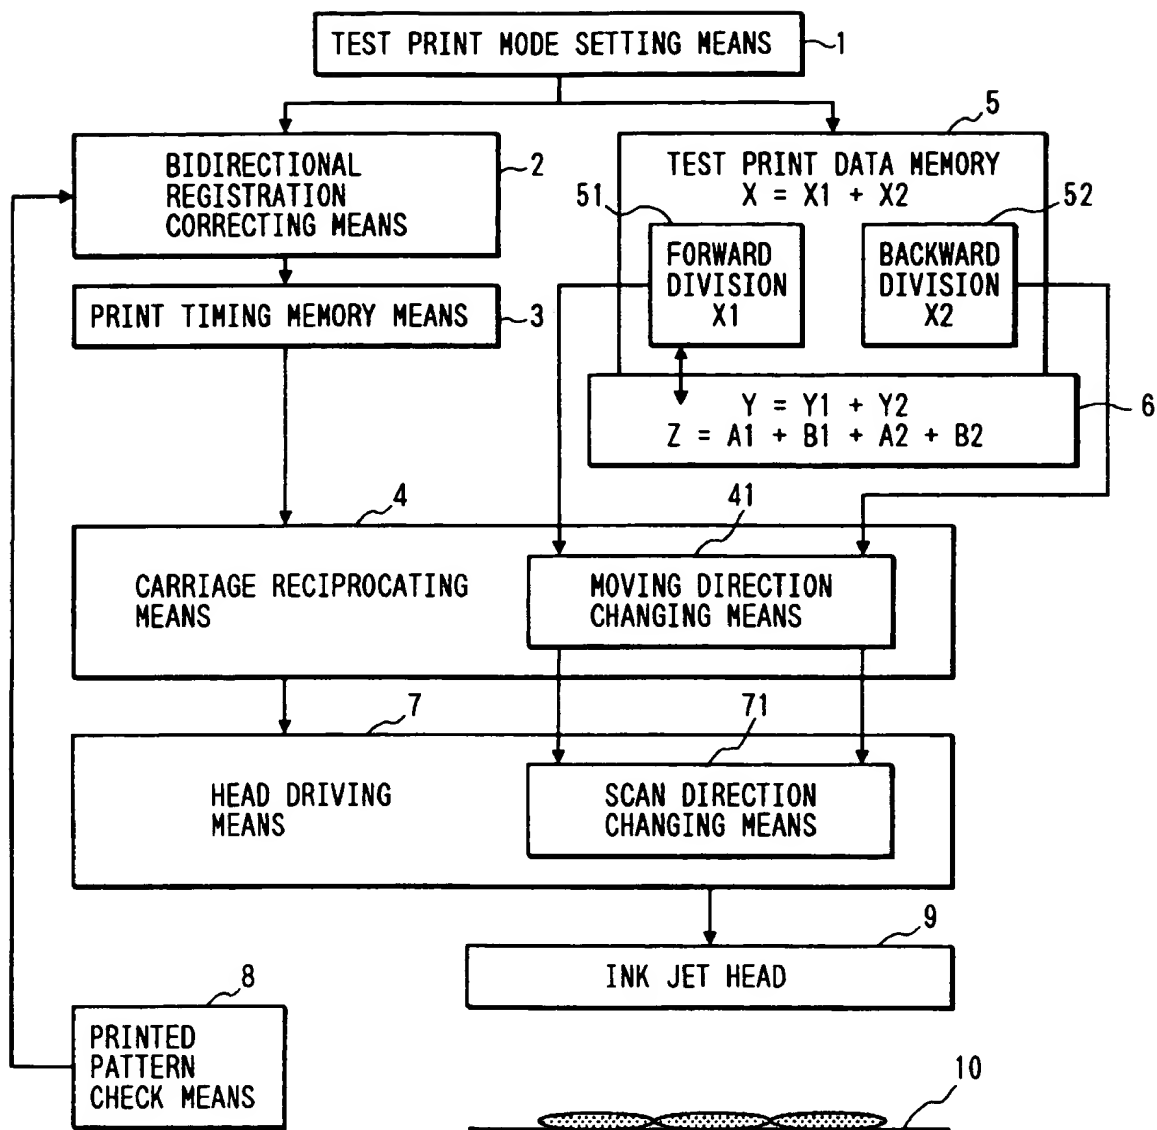 TEST PRINT MODE SETTING MEANS
1
5
BIDIRECTIONAL
REGISTRATION
CORRECTING MEANS
2
TEST PRINT DATA MEMORY
X = X1 + X2
51
52
FORWARD
DIVISION
X1
BACKWARD
DIVISION
X2
PRINT TIMING MEMORY MEANS
3
Y = Y1 + Y2
Z = A1 + B1 + A2 + B2
6
4
41
CARRIAGE RECIPROCATING
MEANS
MOVING DIRECTION
CHANGING MEANS
7
71
HEAD DRIVING
MEANS
SCAN DIRECTION
CHANGING MEANS
9
INK JET HEAD
8
PRINTED
PATTERN
CHECK MEANS
10